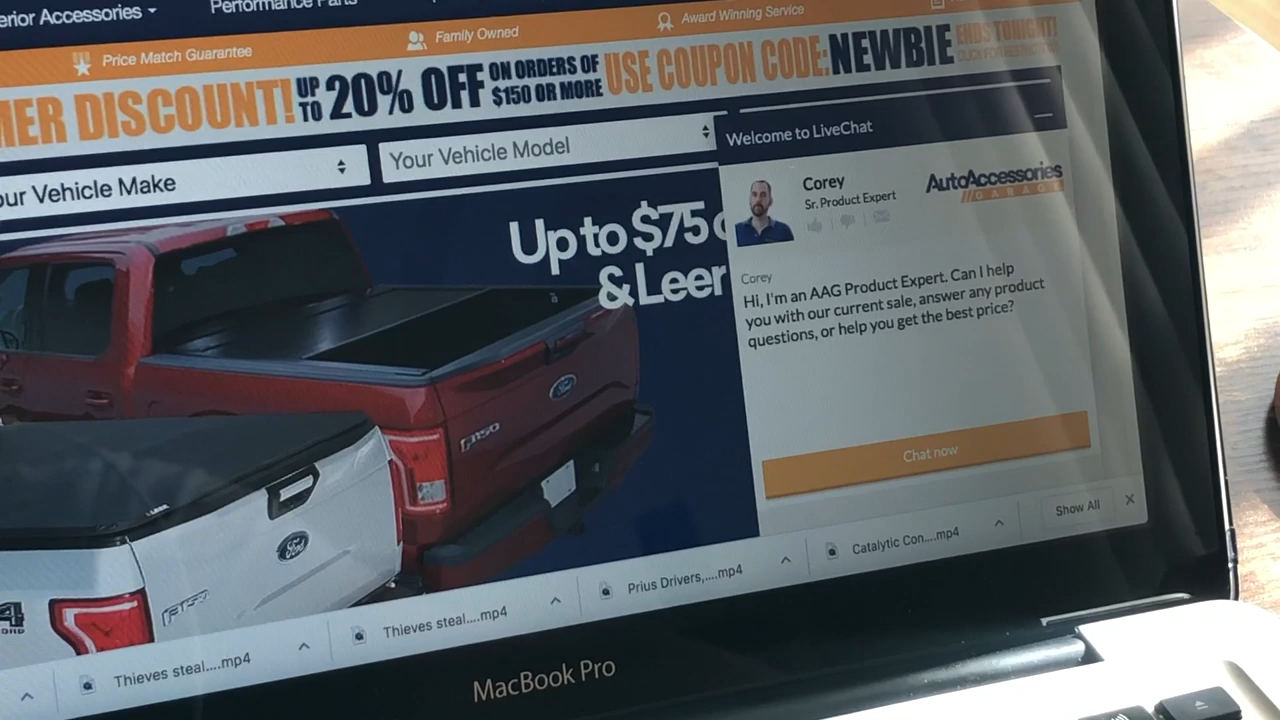 erior Accessories
Performance Parts
Price Match Guarantee
Family Owned
Award Winning Service
MER DISCOUNT! UP TO 20% OFF ON ORDERS OF $150 OR MORE USE COUPON CODE: NEWBIE ENDS TONIGHT!
our Vehicle Make
Your Vehicle Model
Welcome to LiveChat
Corey
Sr. Product Expert
AutoAccessories
GARAGE
Up to $75
& Leer
Corey
Hi, I'm an AAG Product Expert. Can I help
you with our current sale, answer any product
questions, or help you get the best price?
Chat now
Ford
F150
Ford
F150
4
Thieves steal....mp4
Thieves steal....mp4
Prius Drivers,....mp4
Catalytic Con....mp4
Show All
MacBook Pro